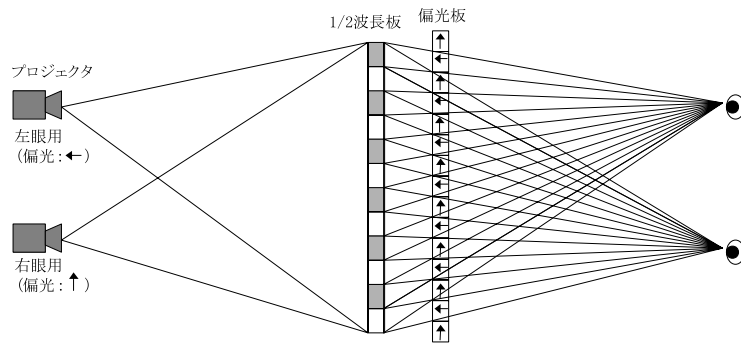 1/2波長板
偏光板
プロジェクタ
左眼用
(偏光:←)
右眼用
(偏光:↑)